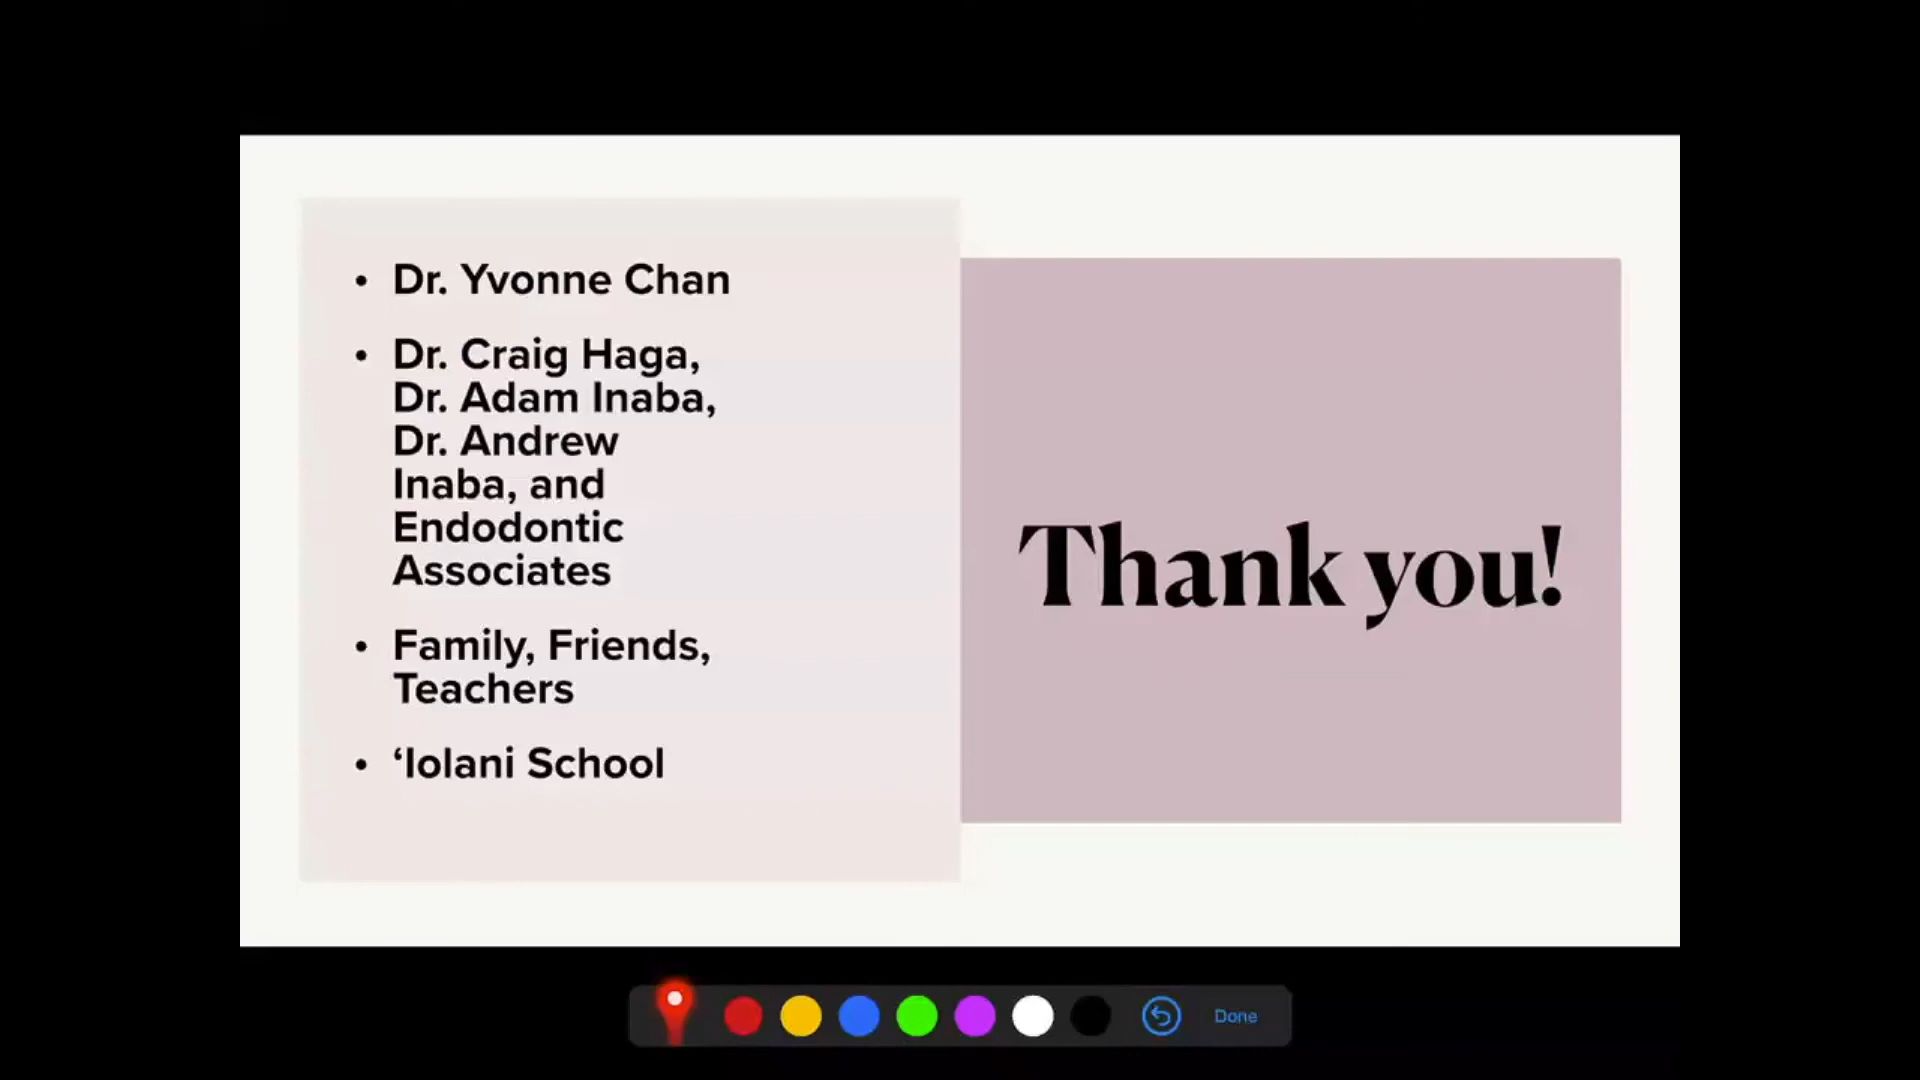 • Dr. Yvonne Chan
• Dr. Craig Haga,
Dr. Adam Inaba,
Dr. Andrew
Inaba, and
Endodontic
Associates
• Family, Friends,
Teachers
• ‘Iolani School
Thank you!
Done